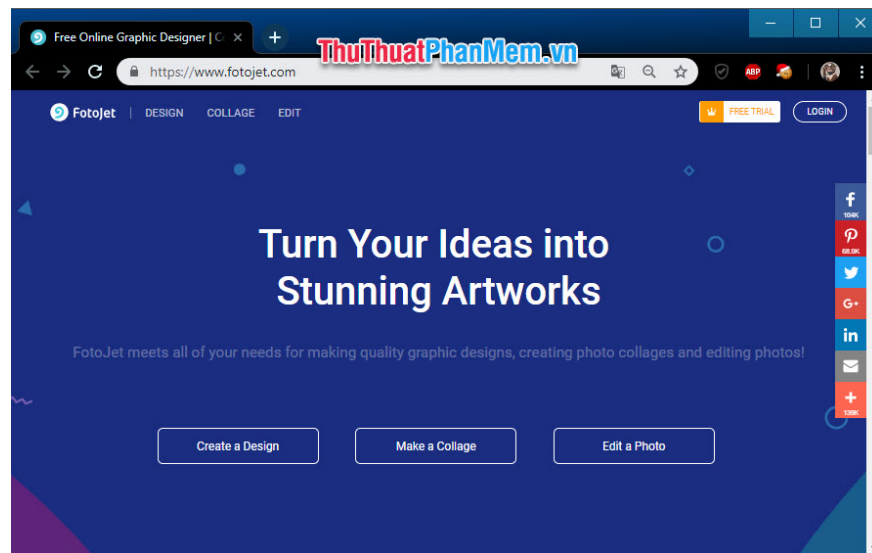 Free Online Graphic Designer | C
ThuThuatPhanMem.vn
https://www.fotojet.com
ABP
FotoJet | DESIGN COLLAGE EDIT
FREE TRIAL
LOGIN
104K
68.9K
G+
in
139K
Turn Your Ideas into
Stunning Artworks
FotoJet meets all of your needs for making quality graphic designs, creating photo collages and editing photos!
Create a Design
Make a Collage
Edit a Photo